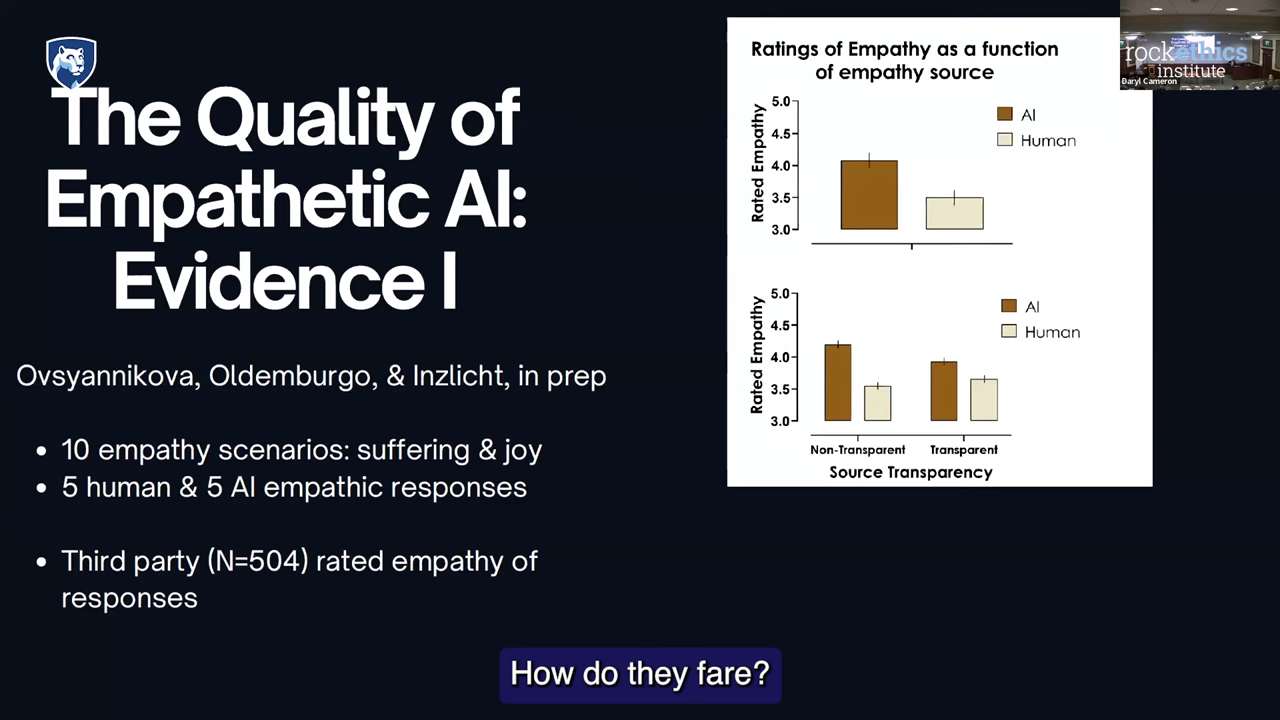 The Quality of
Empathetic AI:
Evidence I
Ovsyannikova, Oldemburgo, & Inzlicht, in prep
• 10 empathy scenarios: suffering & joy
• 5 human & 5 AI empathic responses
• Third party (N=504) rated empathy of
responses
Ratings of Empathy as a function
of empathy source
Rated Empathy
5.0
4.5
4.0
3.5
3.0
AI
Human
Rated Empathy
5.0
4.5
4.0
3.5
3.0
AI
Human
Non-Transparent
Transparent
Source Transparency
rockethics
institute
Daryl Cameron
How do they fare?